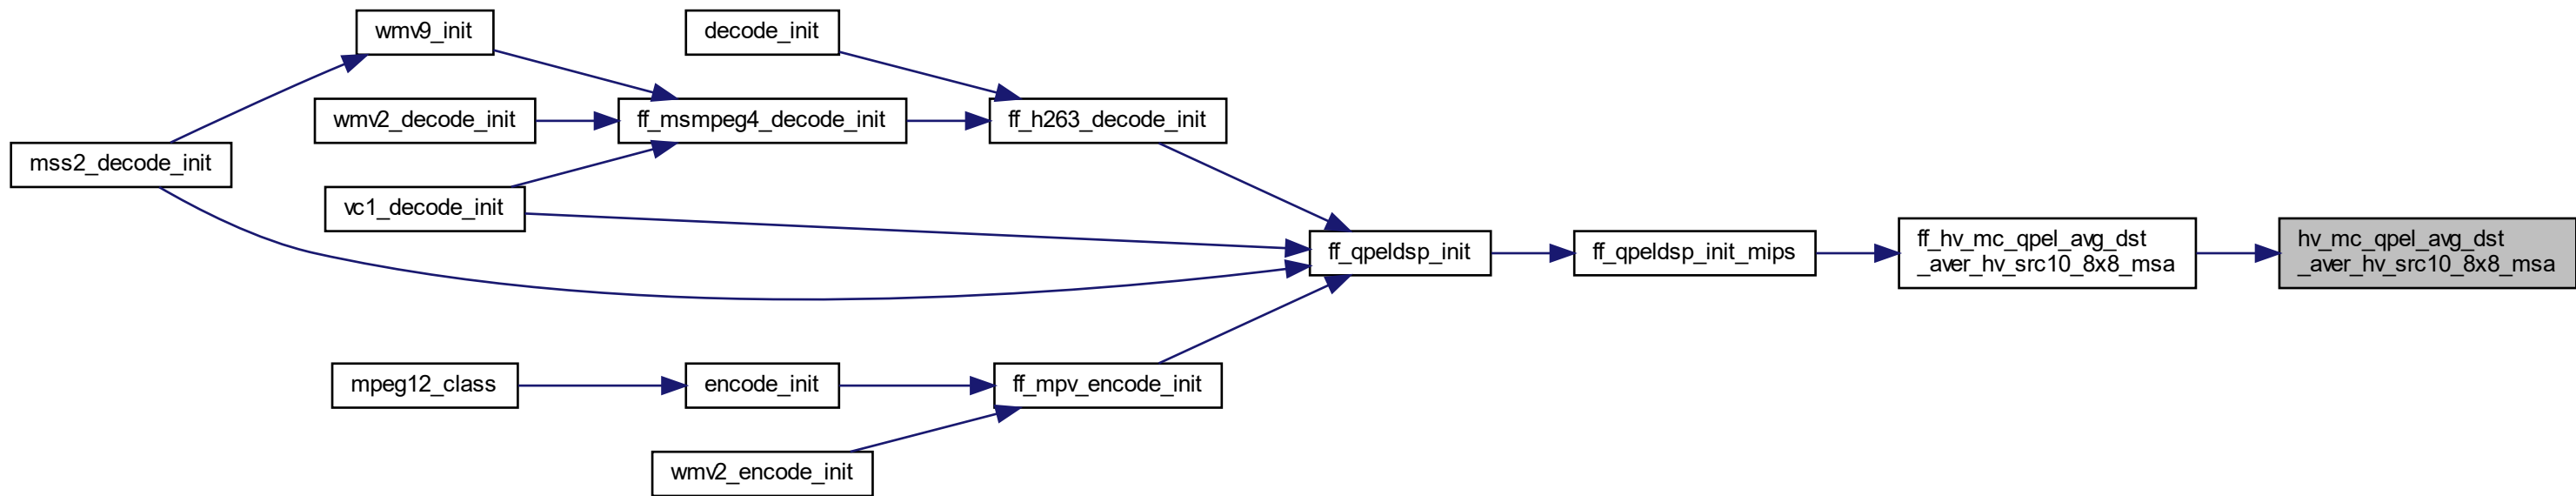 wmv9_init
decode_init
wmv2_decode_init
ff_msmpeg4_decode_init
ff_h263_decode_init
mss2_decode_init
vc1_decode_init
ff_qpeldsp_init
ff_qpeldsp_init_mips
ff_hv_mc_qpel_avg_dst
_aver_hv_src10_8x8_msa
hv_mc_qpel_avg_dst
_aver_hv_src10_8x8_msa
mpeg12_class
encode_init
ff_mpv_encode_init
wmv2_encode_init